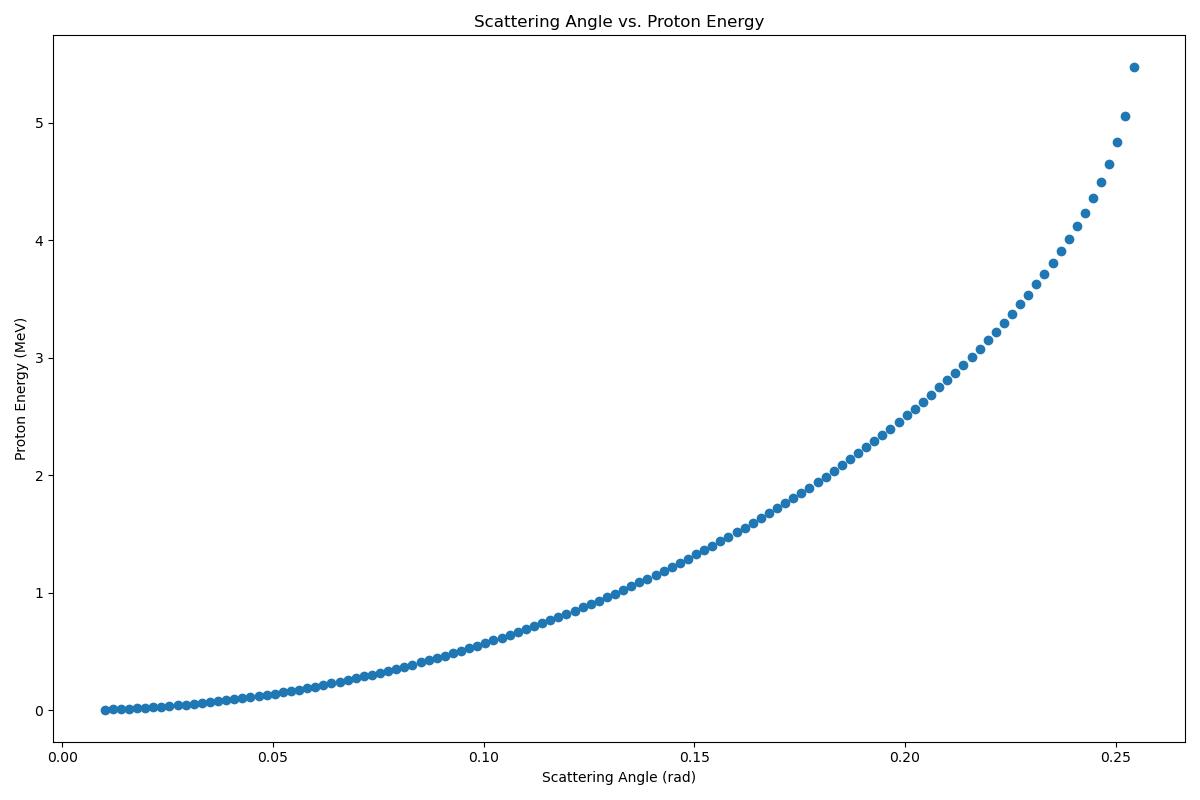 Scattering Angle vs. Proton Energy
Proton Energy (MeV)
5
4
3
2
1
0
0.00 0.05 0.10 0.15 0.20 0.25
Scattering Angle (rad)